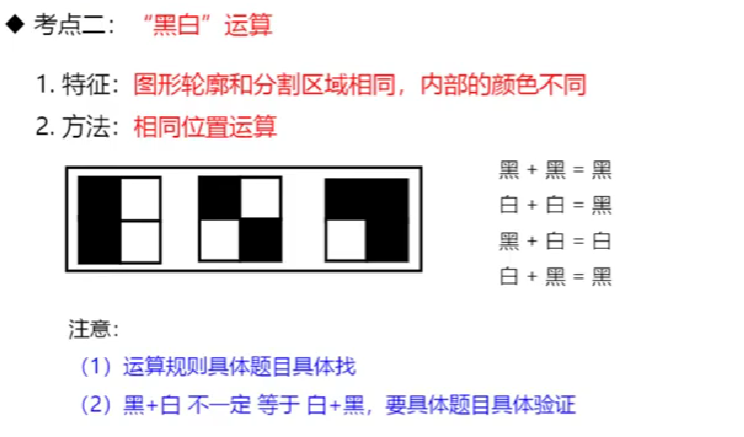 ◆ 考点二：“黑白”运算
1. 特征：图形轮廓和分割区域相同，内部的颜色不同
2. 方法：相同位置运算
黑 + 黑 = 黑
白 + 白 = 黑
黑 + 白 = 白
白 + 黑 = 黑
注意：
（1）运算规则具体题目具体找
（2）黑+白 不一定 等于 白+黑，要具体题目具体验证